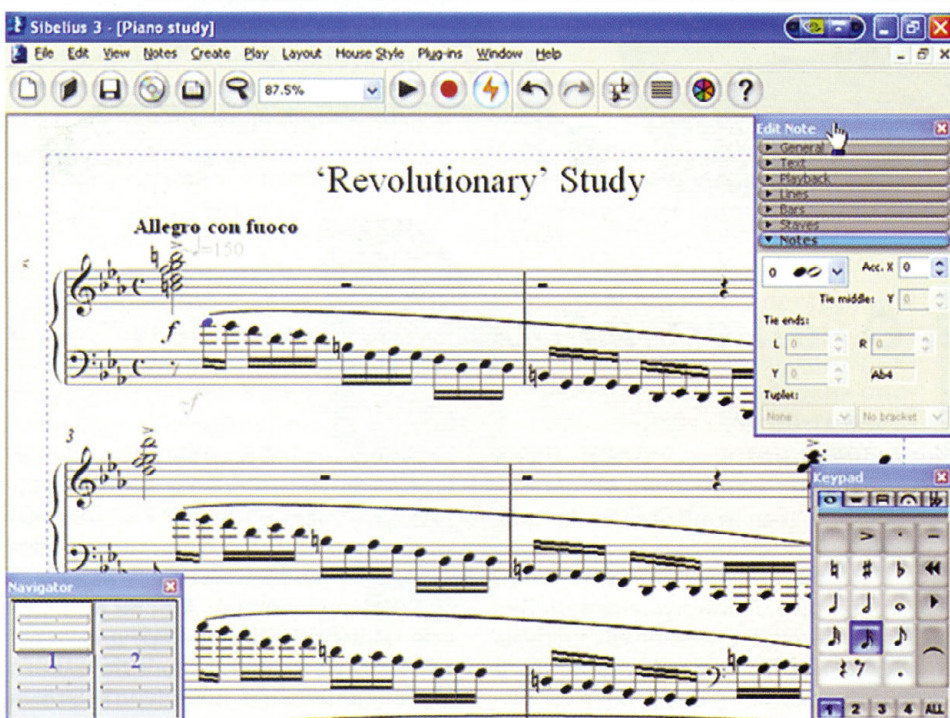 Sibelius 3 - [Piano study]
File Edit View Notes Create Play Layout House Style Plug-ins Window Help
87.5%
?
Edit Note
General
Text
Playback
Lines
Bars
Staves
Notes
0 Acc. X 0
Tie middle: Y 0
Tie ends:
L 0 R 0
Y 0 Ab4
Tuplet:
None No bracket
'Revolutionary' Study
Allegro con fuoco
=150
f
f
3
Keypad
1 2 3 4 ALL
Navigator
1 2